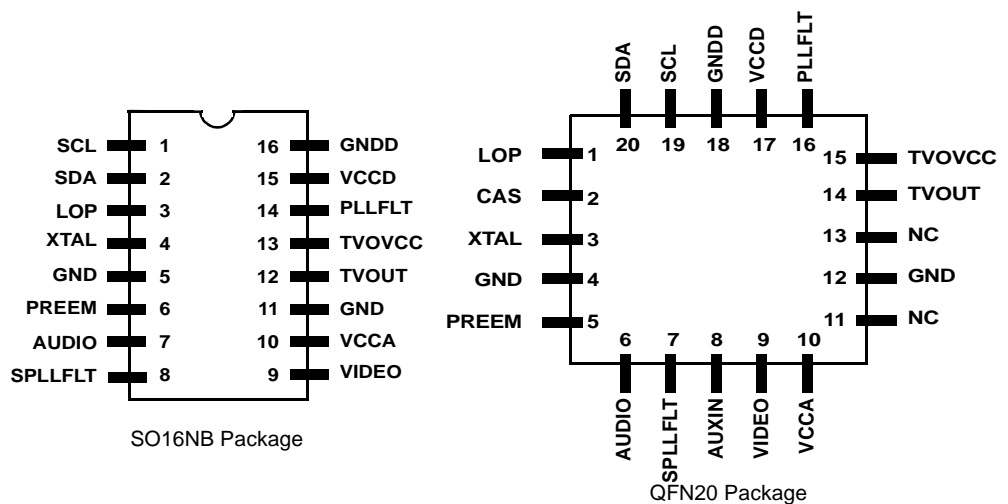 SCL 1 16 GNDD
SDA 2 15 VCCD
LOP 3 14 PLLFLT
XTAL 4 13 TVOVCC
GND 5 12 TVOUT
PREEM 6 11 GND
AUDIO 7 10 VCCA
SPLLFLT 8 9 VIDEO
SO16NB Package
SDA SCL GNDD VCCD PLLFLT
20 19 18 17 16
LOP 1 15 TVOVCC
CAS 2 14 TVOUT
XTAL 3 13 NC
GND 4 12 GND
PREEM 5 11 NC
6 7 8 9 10
AUDIO SPLLFLT AUXIN VIDEO VCCA
QFN20 Package